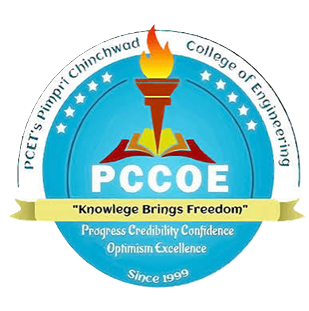 PCET's Pimpri Chinchwad College of Engineering
PCCOE
"Knowlege Brings Freedom"
Progress Credibility Confidence
Optimism Excellence
Since 1999